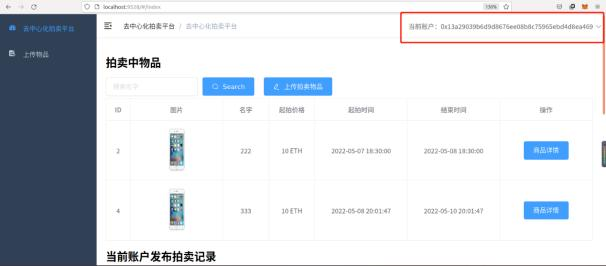 localhost:9528/#/index
150%
去中心化拍卖平台
去中心化拍卖平台 / 去中心化拍卖平台
当前账户：0x13a29039b6d9d8676ee08b8c75965ebd4d8ea469
上传物品
拍卖中物品
搜索名字
Search
上传拍卖物品
ID 图片 名字 起拍价格 起拍时间 结束时间 操作
2 222 10 ETH 2022-05-07 18:30:00 2022-05-08 18:30:00 商品详情
4 333 10 ETH 2022-05-08 20:01:47 2022-05-10 20:01:47 商品详情
当前账户发布拍卖记录